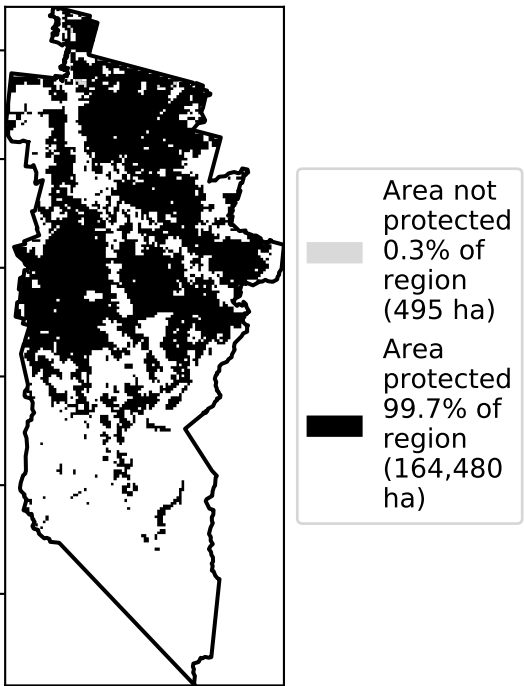 Area not
protected
0.3% of
region
(495 ha)
Area
protected
99.7% of
region
(164,480
ha)